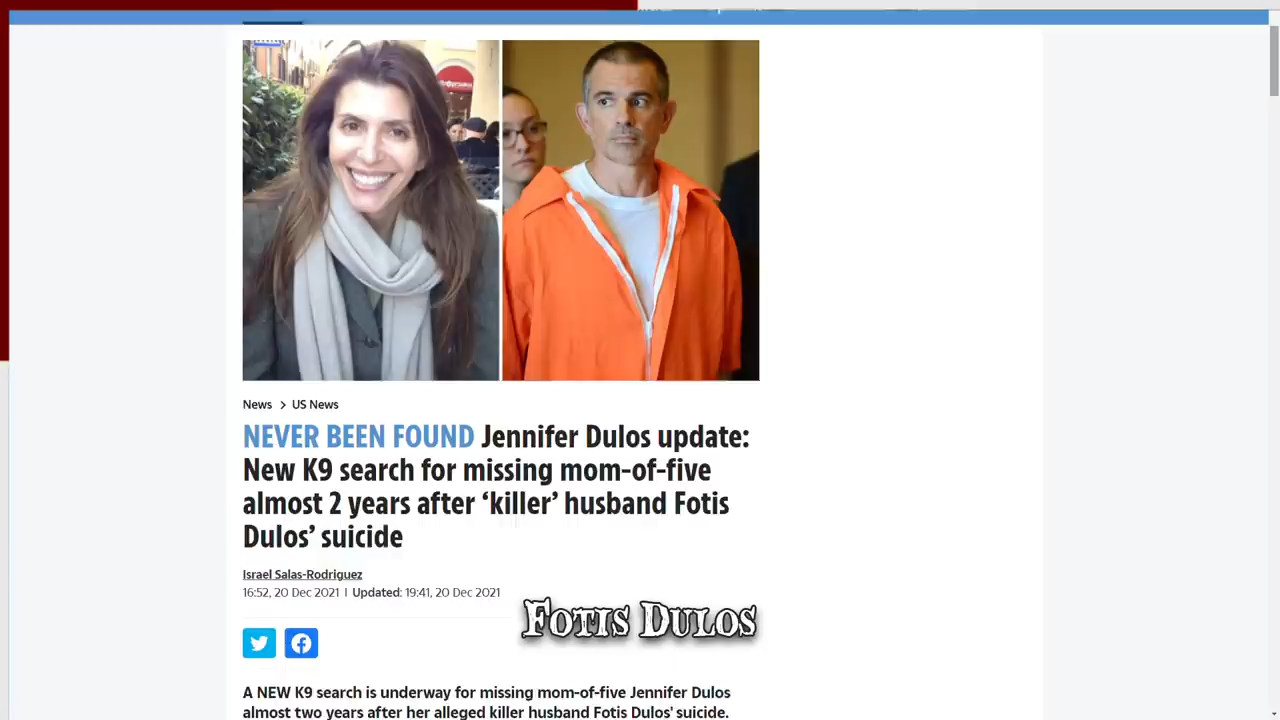 News > US News
NEVER BEEN FOUND Jennifer Dulos update:
New K9 search for missing mom-of-five
almost 2 years after ‘killer’ husband Fotis
Dulos’ suicide
Israel Salas-Rodriguez
16:52, 20 Dec 2021 | Updated: 19:41, 20 Dec 2021
FOTIS DULOS
A NEW K9 search is underway for missing mom-of-five Jennifer Dulos
almost two years after her alleged killer husband Fotis Dulos' suicide.